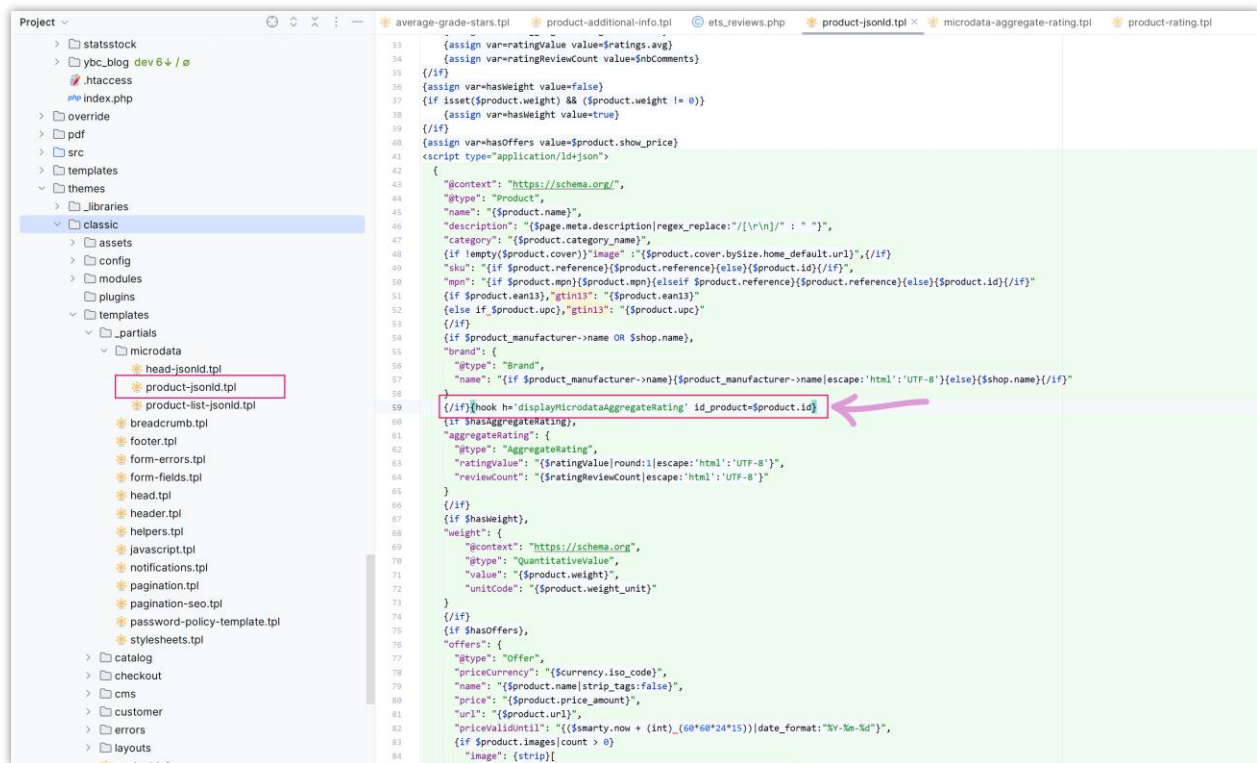 Project
average-grade-stars.tpl
product-additional-info.tpl
ets_reviews.php
product-jsonld.tpl
microdata-aggregate-rating.tpl
product-rating.tpl
statsstock
ybc_blog dev 6↓ / ø
.htaccess
php index.php
override
pdf
src
templates
themes
_libraries
classic
assets
config
modules
plugins
templates
_partials
microdata
head-jsonld.tpl
product-jsonld.tpl
product-list-jsonld.tpl
breadcrumb.tpl
footer.tpl
form-errors.tpl
form-fields.tpl
head.tpl
header.tpl
helpers.tpl
javascript.tpl
notifications.tpl
pagination.tpl
pagination-seo.tpl
password-policy-template.tpl
stylesheets.tpl
catalog
checkout
cms
customer
errors
layouts
33 {assign var=ratingValue value=$ratings.avg}
34 {assign var=ratingReviewCount value=$nbComments}
35 {/if}
36 {assign var=hasWeight value=false}
37 {if isset($product.weight) && ($product.weight != 0)}
38 {assign var=hasWeight value=true}
39 {/if}
40 {assign var=hasOffers value=$product.show_price}
41 <script type="application/ld+json">
42 {
43 "@context": "https://schema.org/",
44 "@type": "Product",
45 "name": "{$product.name}",
46 "description": "{$page.meta.description|regex_replace:"/[\r\n]/" : " "}",
47 "category": "{$product.category_name}",
48 {if !empty($product.cover)}"image" :"{$product.cover.bySize.home_default.url}",{/if}
49 "sku": "{if $product.reference}{$product.reference}{else}{$product.id}{/if}",
50 "mpn": "{if $product.mpn}{$product.mpn}{elseif $product.reference}{$product.reference}{else}{$product.id}{/if}"
51 {if $product.ean13},"gtin13": "{$product.ean13}"
52 {else if $product.upc},"gtin13": "{$product.upc}"
53 {/if}
54 {if $product_manufacturer->name OR $shop.name},
55 "brand": {
56 "@type": "Brand",
57 "name": "{if $product_manufacturer->name}{$product_manufacturer->name|escape:'html':'UTF-8'}{else}{$shop.name}{/if}"
58 }
59 {/if}{hook h='displayMicrodataAggregateRating' id_product=$product.id}
60 {if $hasAggregateRating},
61 "aggregateRating": {
62 "@type": "AggregateRating",
63 "ratingValue": "{$ratingValue|round:1|escape:'html':'UTF-8'}",
64 "reviewCount": "{$ratingReviewCount|escape:'html':'UTF-8'}"
65 }
66 {/if}
67 {if $hasWeight},
68 "weight": {
69 "@context": "https://schema.org",
70 "@type": "QuantitativeValue",
71 "value": "{$product.weight}",
72 "unitCode": "{$product.weight_unit}"
73 }
74 {/if}
75 {if $hasOffers},
76 "offers": {
77 "@type": "Offer",
78 "priceCurrency": "{$currency.iso_code}",
79 "name": "{$product.name|strip_tags:false}",
80 "price": "{$product.price_amount}",
81 "url": "{$product.url}",
82 "priceValidUntil": "{($smarty.now + (int) (60*60*24*15))|date_format:"%Y-%m-%d"}",
83 {if $product.images|count > 0}
84 "image": {strip}[